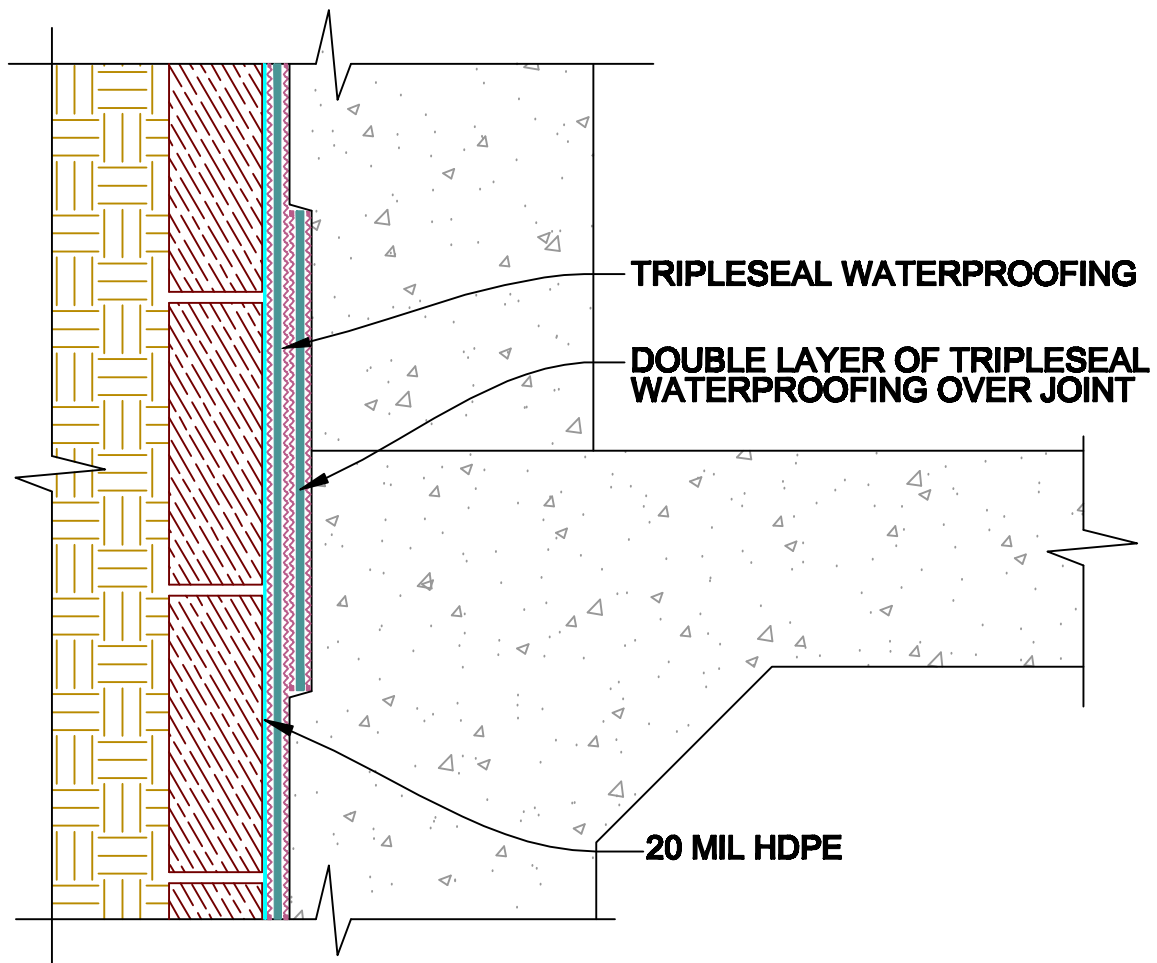 TRIPLESEAL WATERPROOFING
DOUBLE LAYER OF TRIPLESEAL
WATERPROOFING OVER JOINT
20 MIL HDPE